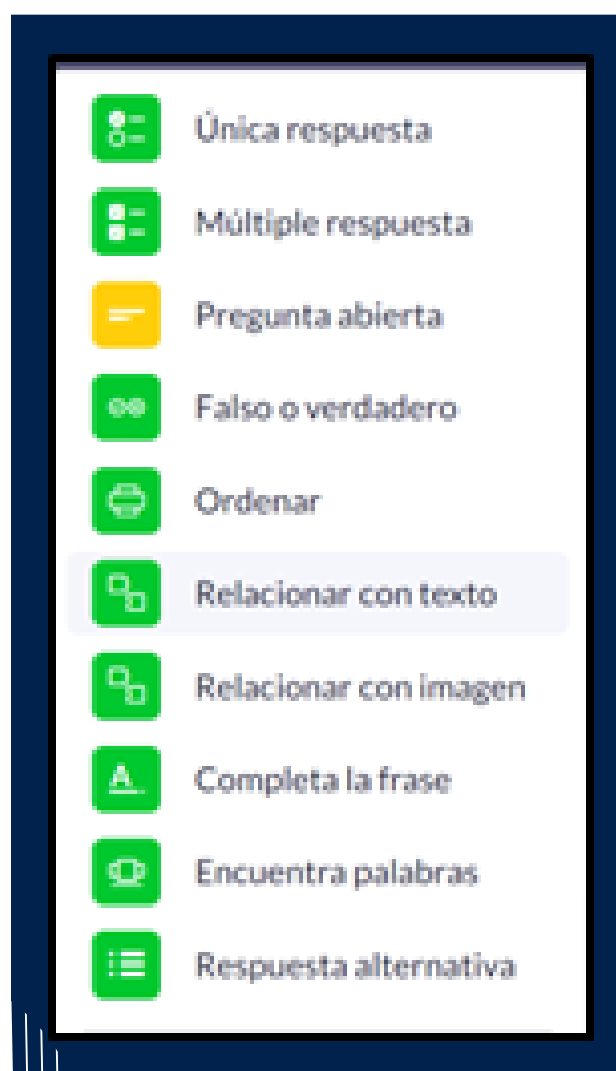 Única respuesta
Múltiple respuesta
Pregunta abierta
Falso o verdadero
Ordenar
Relacionar con texto
Relacionar con imagen
Completa la frase
Encuentra palabras
Respuesta alternativa